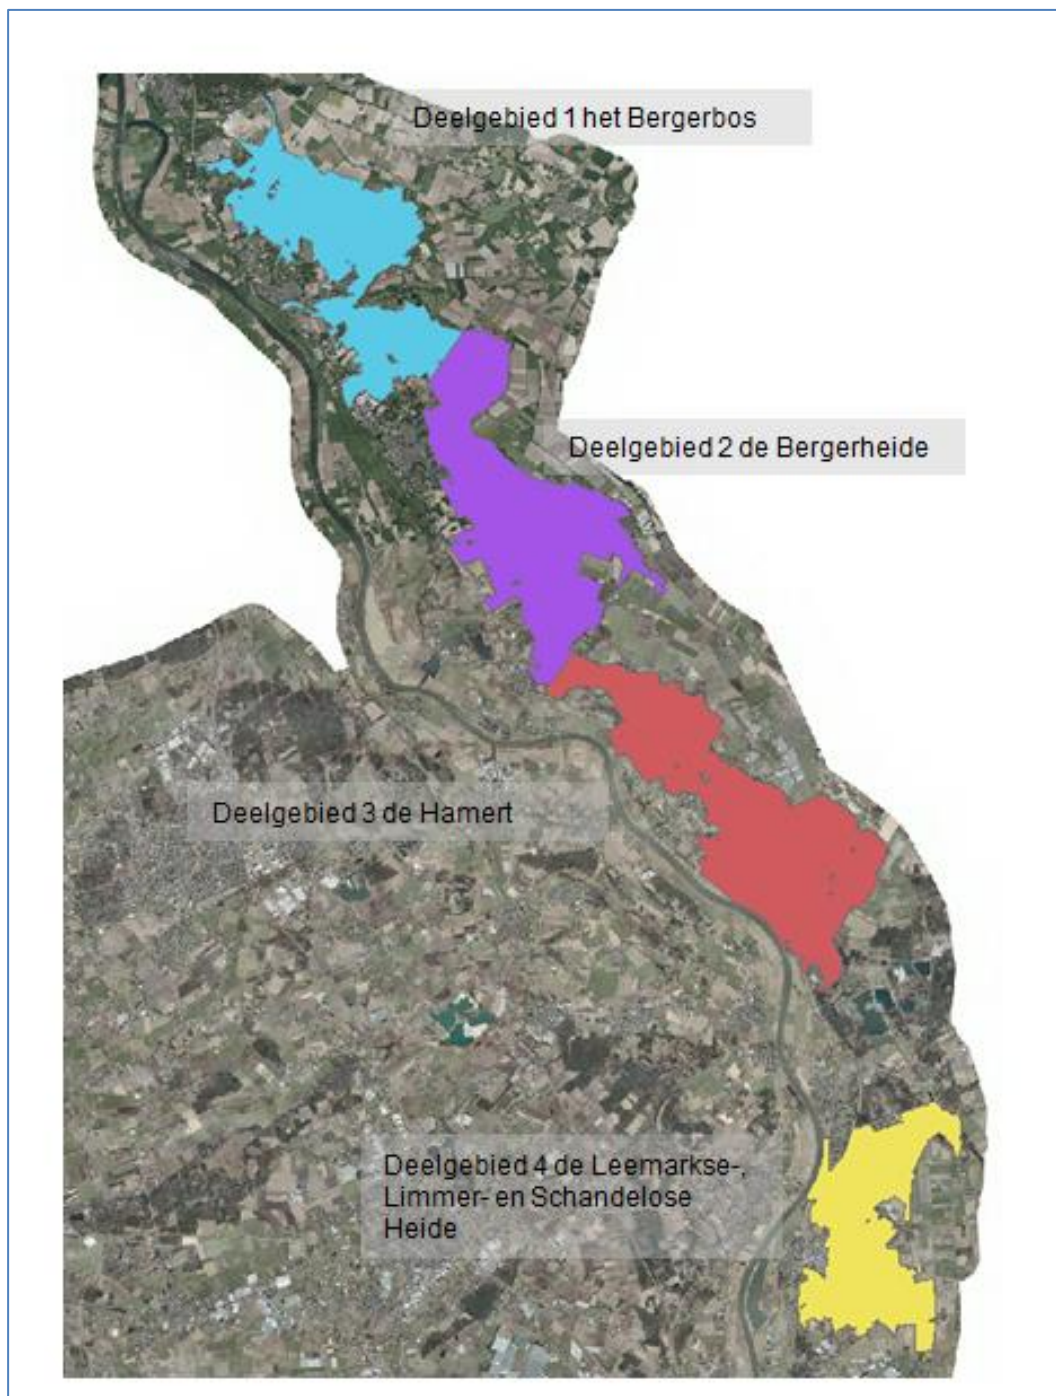 Deelgebied 1 het Bergerbos
Deelgebied 2 de Bergerheide
Deelgebied 3 de Hamert
Deelgebied 4 de Leemarkse-,
Limmer- en Schandelose
Heide